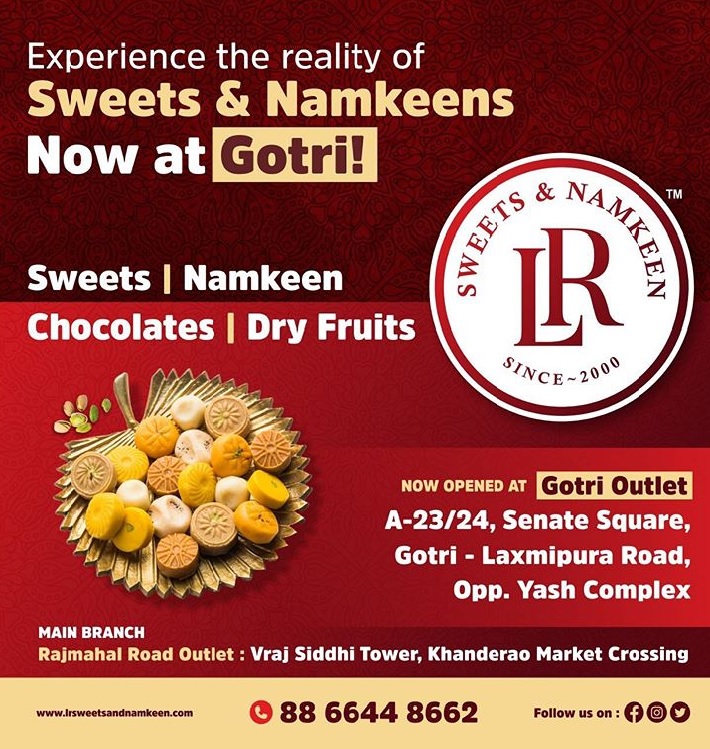 Experience the reality of
Sweets & Namkeens
Now at Gotri!
SWEETS & NAMKEEN
TM
LR
SINCE~2000
Sweets | Namkeen
Chocolates | Dry Fruits
NOW OPENED AT Gotri Outlet
A-23/24, Senate Square,
Gotri - Laxmipura Road,
Opp. Yash Complex
MAIN BRANCH
Rajmahal Road Outlet : Vraj Siddhi Tower, Khanderao Market Crossing
www.lrsweetsandnamkeen.com
88 6644 8662
Follow us on :